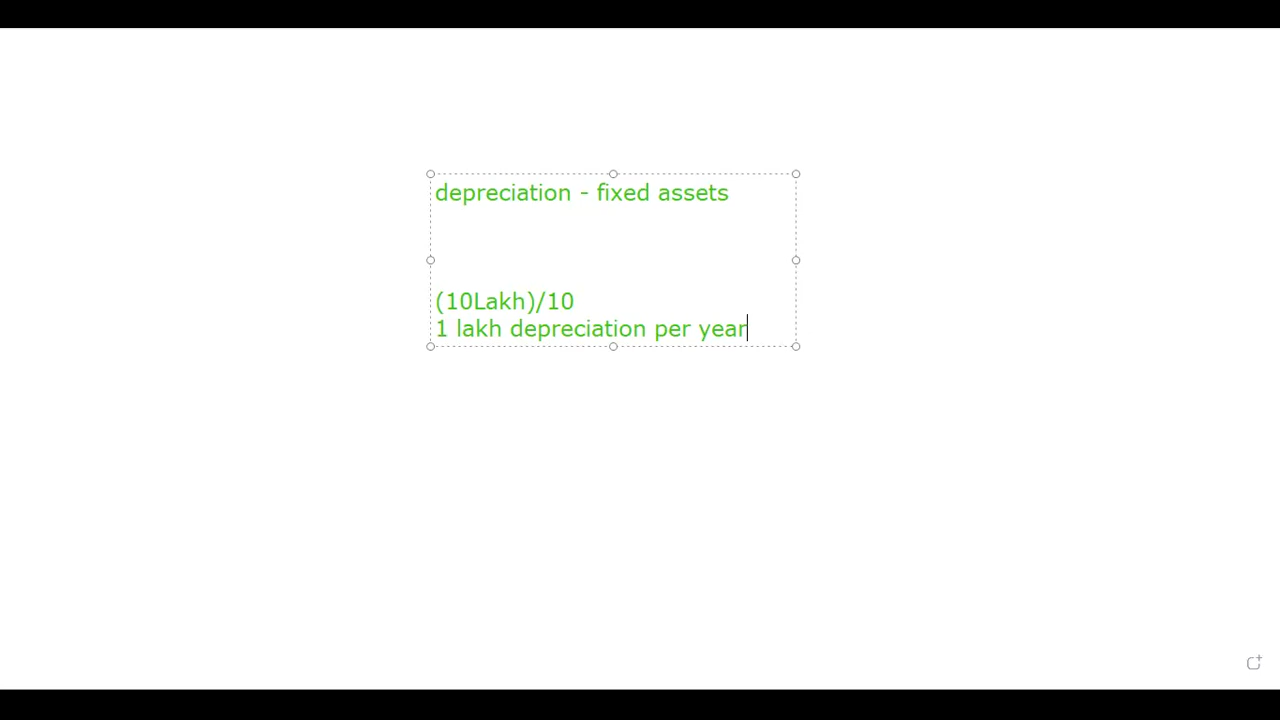 depreciation - fixed assets
(10Lakh)/10
1 lakh depreciation per year